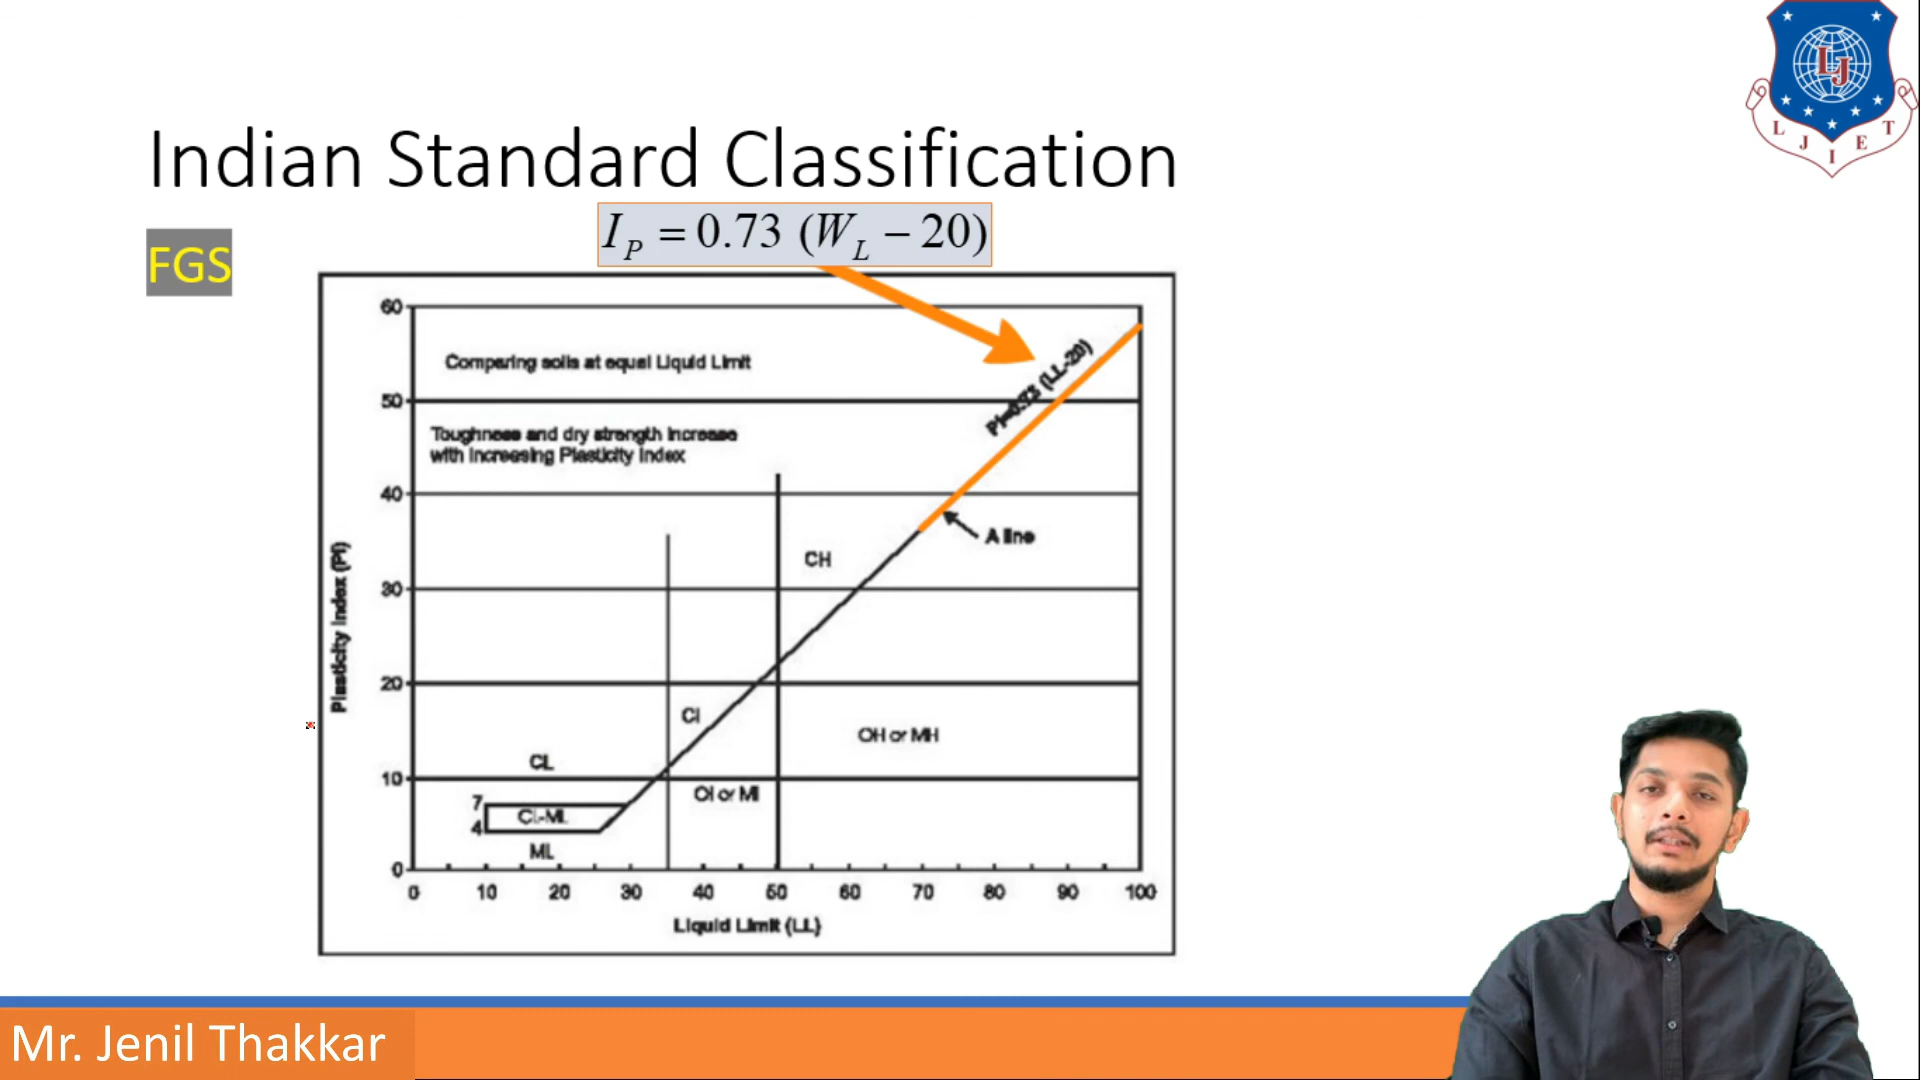 L J I E T
LJ
Indian Standard Classification
I_P = 0.73 (W_L – 20)
FGS
60
Comparing soils at equal Liquid Limit
PI=0.73 (LL-20)
50
Toughness and dry strength increase
with increasing Plasticity Index
40
A line
CH
30
Plasticity Index (PI)
20
CI
OH or MH
CL
10
OI or MI
7
CL-ML
4
ML
0
0 10 20 30 40 50 60 70 80 90 100
Liquid Limit (LL)
Mr. Jenil Thakkar